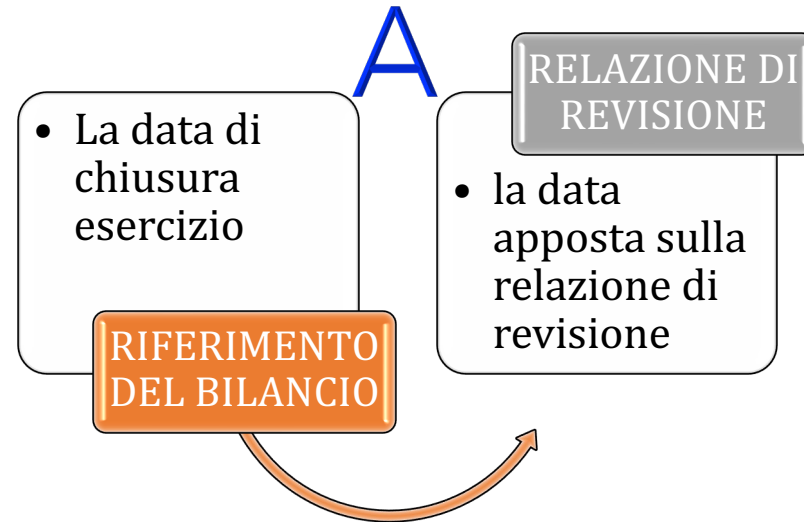 A
• La data di
chiusura
esercizio
RIFERIMENTO
DEL BILANCIO
RELAZIONE DI
REVISIONE
• la data
apposta sulla
relazione di
revisione